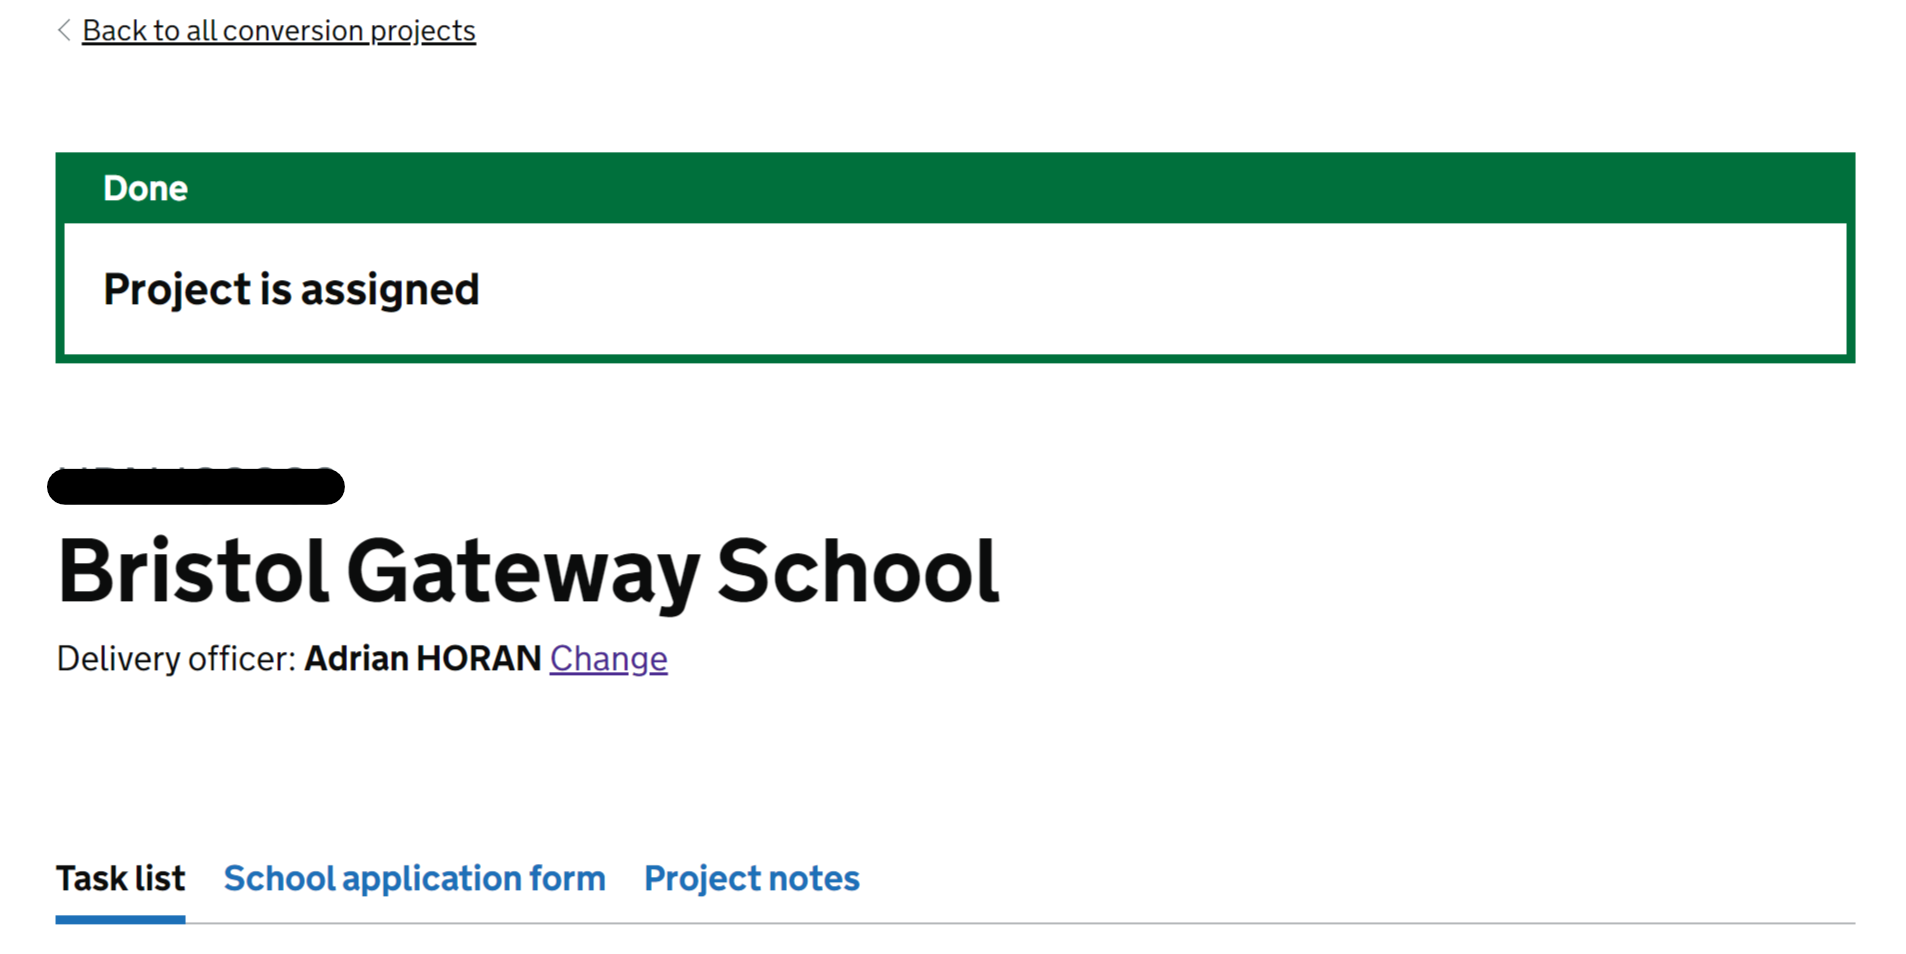 Back to all conversion projects
Done
Project is assigned
Bristol Gateway School
Delivery officer: Adrian HORAN Change
Task list School application form Project notes